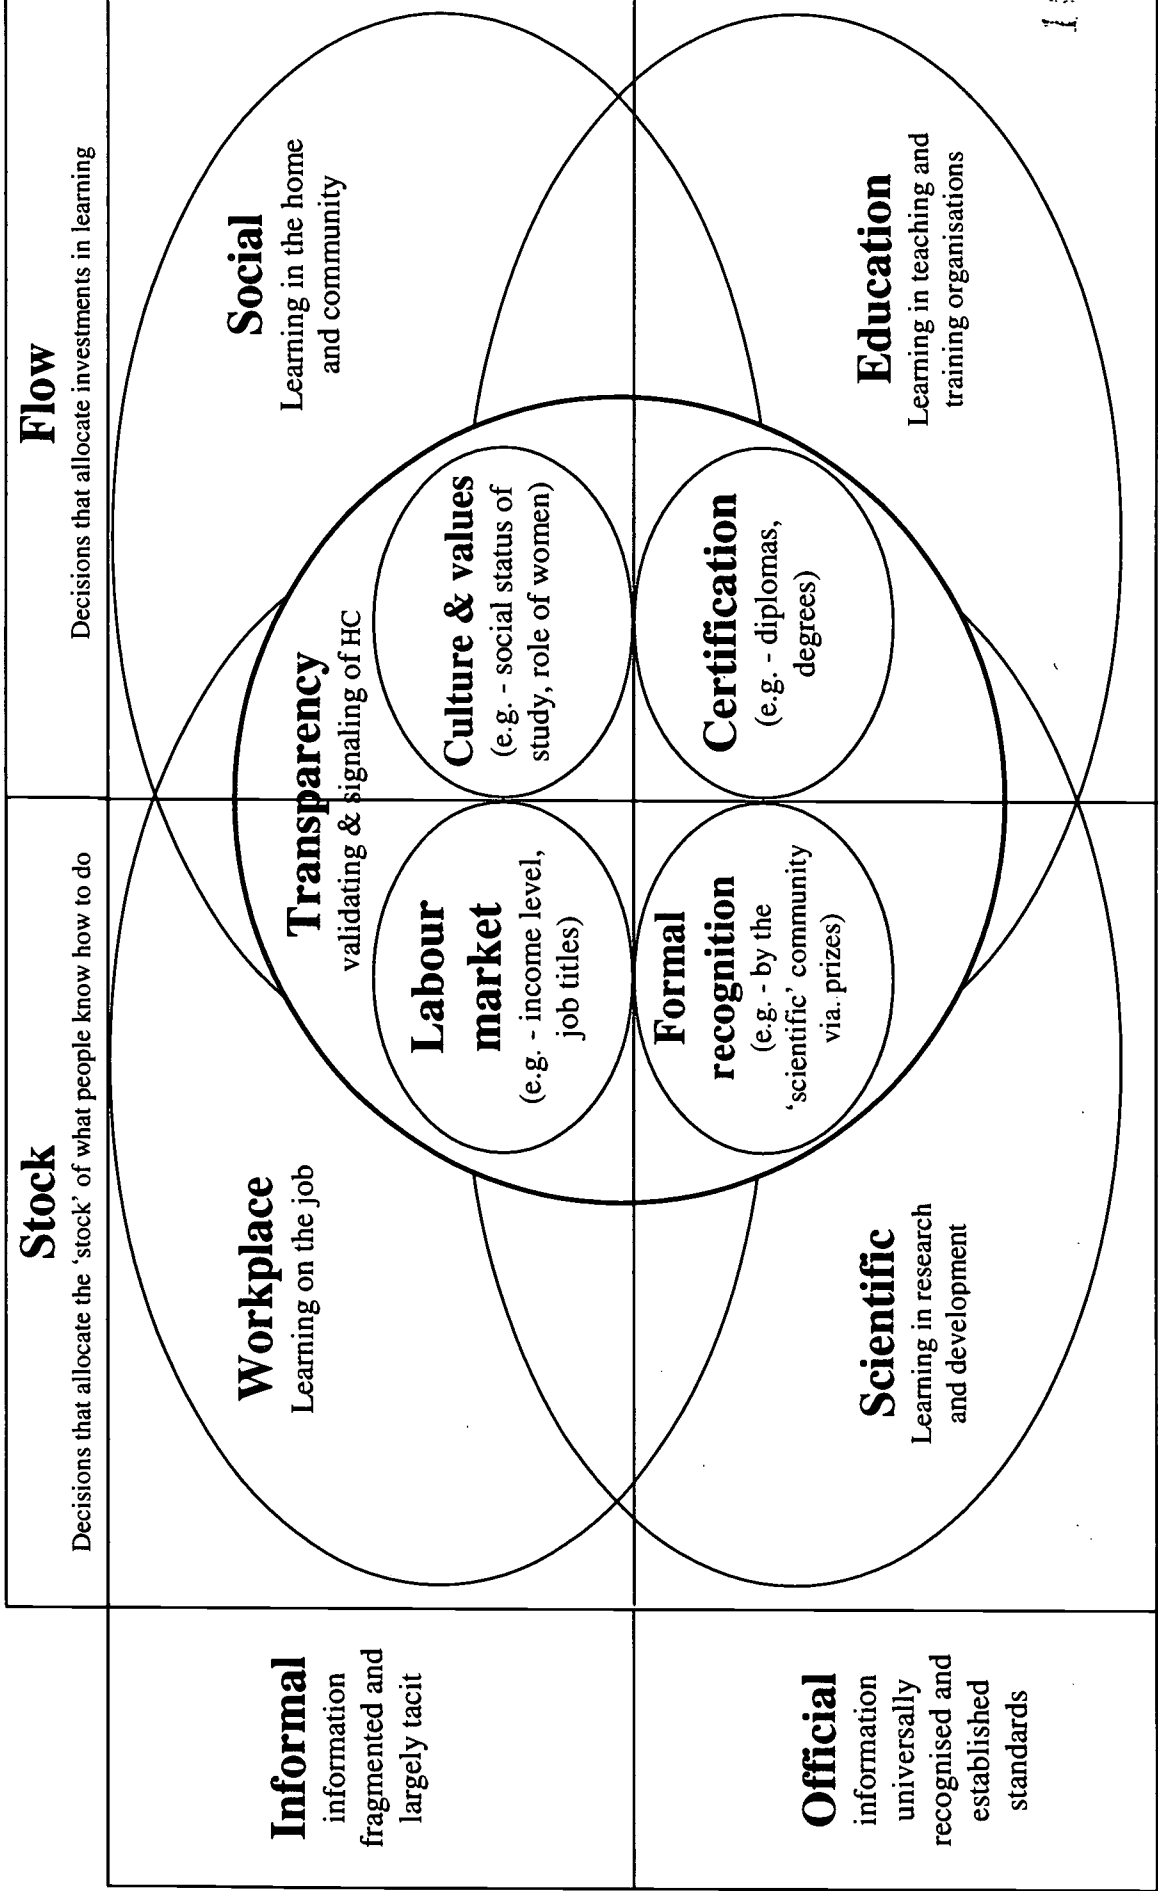 Stock
Decisions that allocate the ‘stock’ of what people know how to do
Flow
Decisions that allocate investments in learning
Informal
information
fragmented and
largely tacit
Workplace
Learning on the job
Social
Learning in the home
and community
Transparency
validating & signaling of HC
Labour
market
(e.g. - income level,
job titles)
Culture & values
(e.g. - social status of
study, role of women)
Official
information
universally
recognised and
established
standards
Formal
recognition
(e.g. - by the
‘scientific’ community
via. prizes)
Certification
(e.g. - diplomas,
degrees)
Scientific
Learning in research
and development
Education
Learning in teaching and
training organisations